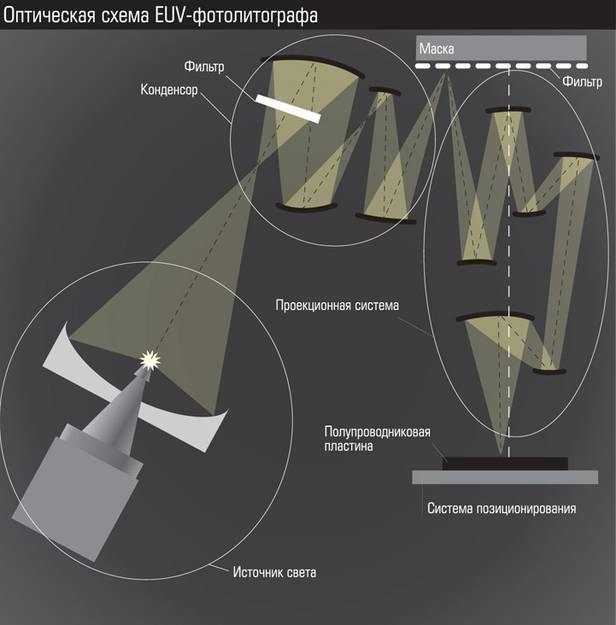 Оптическая схема EUV-фотолитографа
Маска
Фильтр
Фильтр
Конденсор
Проекционная система
Полупроводниковая
пластина
Система позиционирования
Источник света